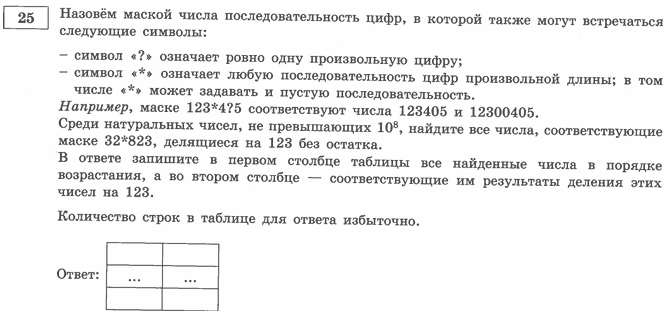 25
Назовём маской числа последовательность цифр, в которой также могут встречаться
следующие символы:
– символ «?» означает ровно одну произвольную цифру;
– символ «*» означает любую последовательность цифр произвольной длины; в том
числе «*» может задавать и пустую последовательность.
Например, маске 123*4?5 соответствуют числа 123405 и 12300405.
Среди натуральных чисел, не превышающих 10⁸, найдите все числа, соответствующие
маске 32*823, делящиеся на 123 без остатка.
В ответе запишите в первом столбце таблицы все найденные числа в порядке
возрастания, а во втором столбце — соответствующие им результаты деления этих
чисел на 123.
Количество строк в таблице для ответа избыточно.
Ответ:
... ...